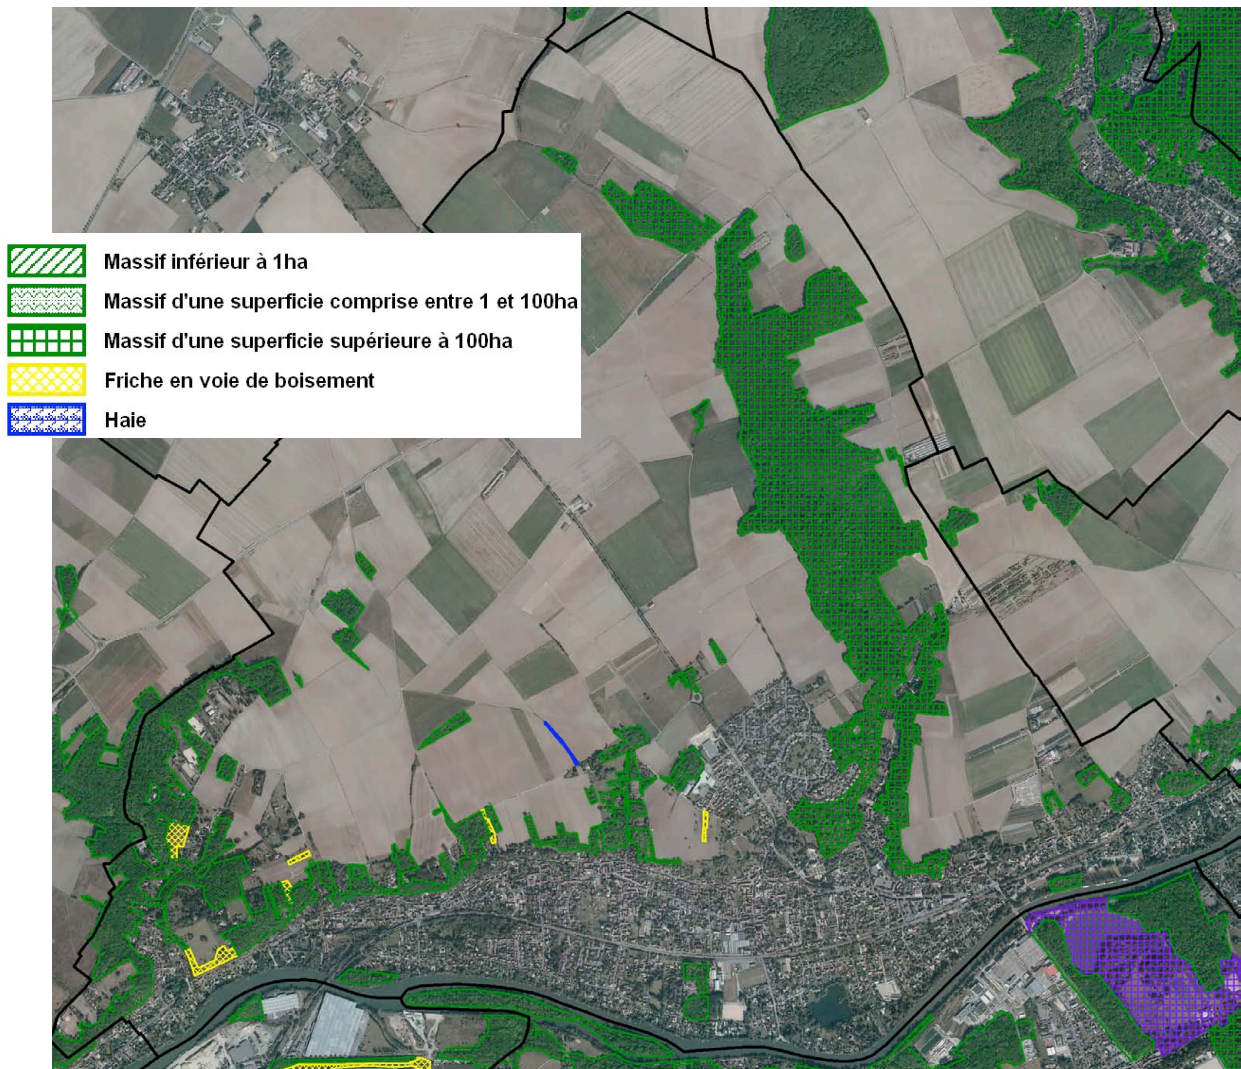 Massif inférieur à 1ha
Massif d'une superficie comprise entre 1 et 100ha
Massif d'une superficie supérieure à 100ha
Friche en voie de boisement
Haie